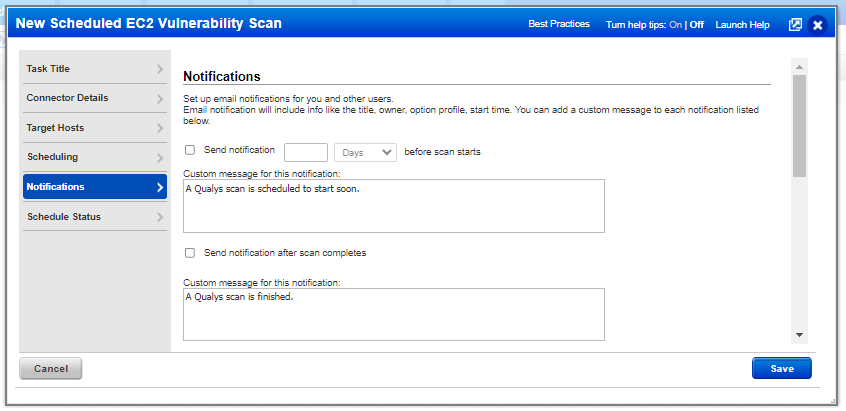 New Scheduled EC2 Vulnerability Scan
Best Practices
Turn help tips: On | Off
Launch Help
Task Title
Connector Details
Target Hosts
Scheduling
Notifications
Schedule Status
Notifications
Set up email notifications for you and other users.
Email notification will include info like the title, owner, option profile, start time. You can add a custom message to each notification listed
below.
Send notification Days before scan starts
Custom message for this notification:
A Qualys scan is scheduled to start soon.
Send notification after scan completes
Custom message for this notification:
A Qualys scan is finished.
Cancel
Save